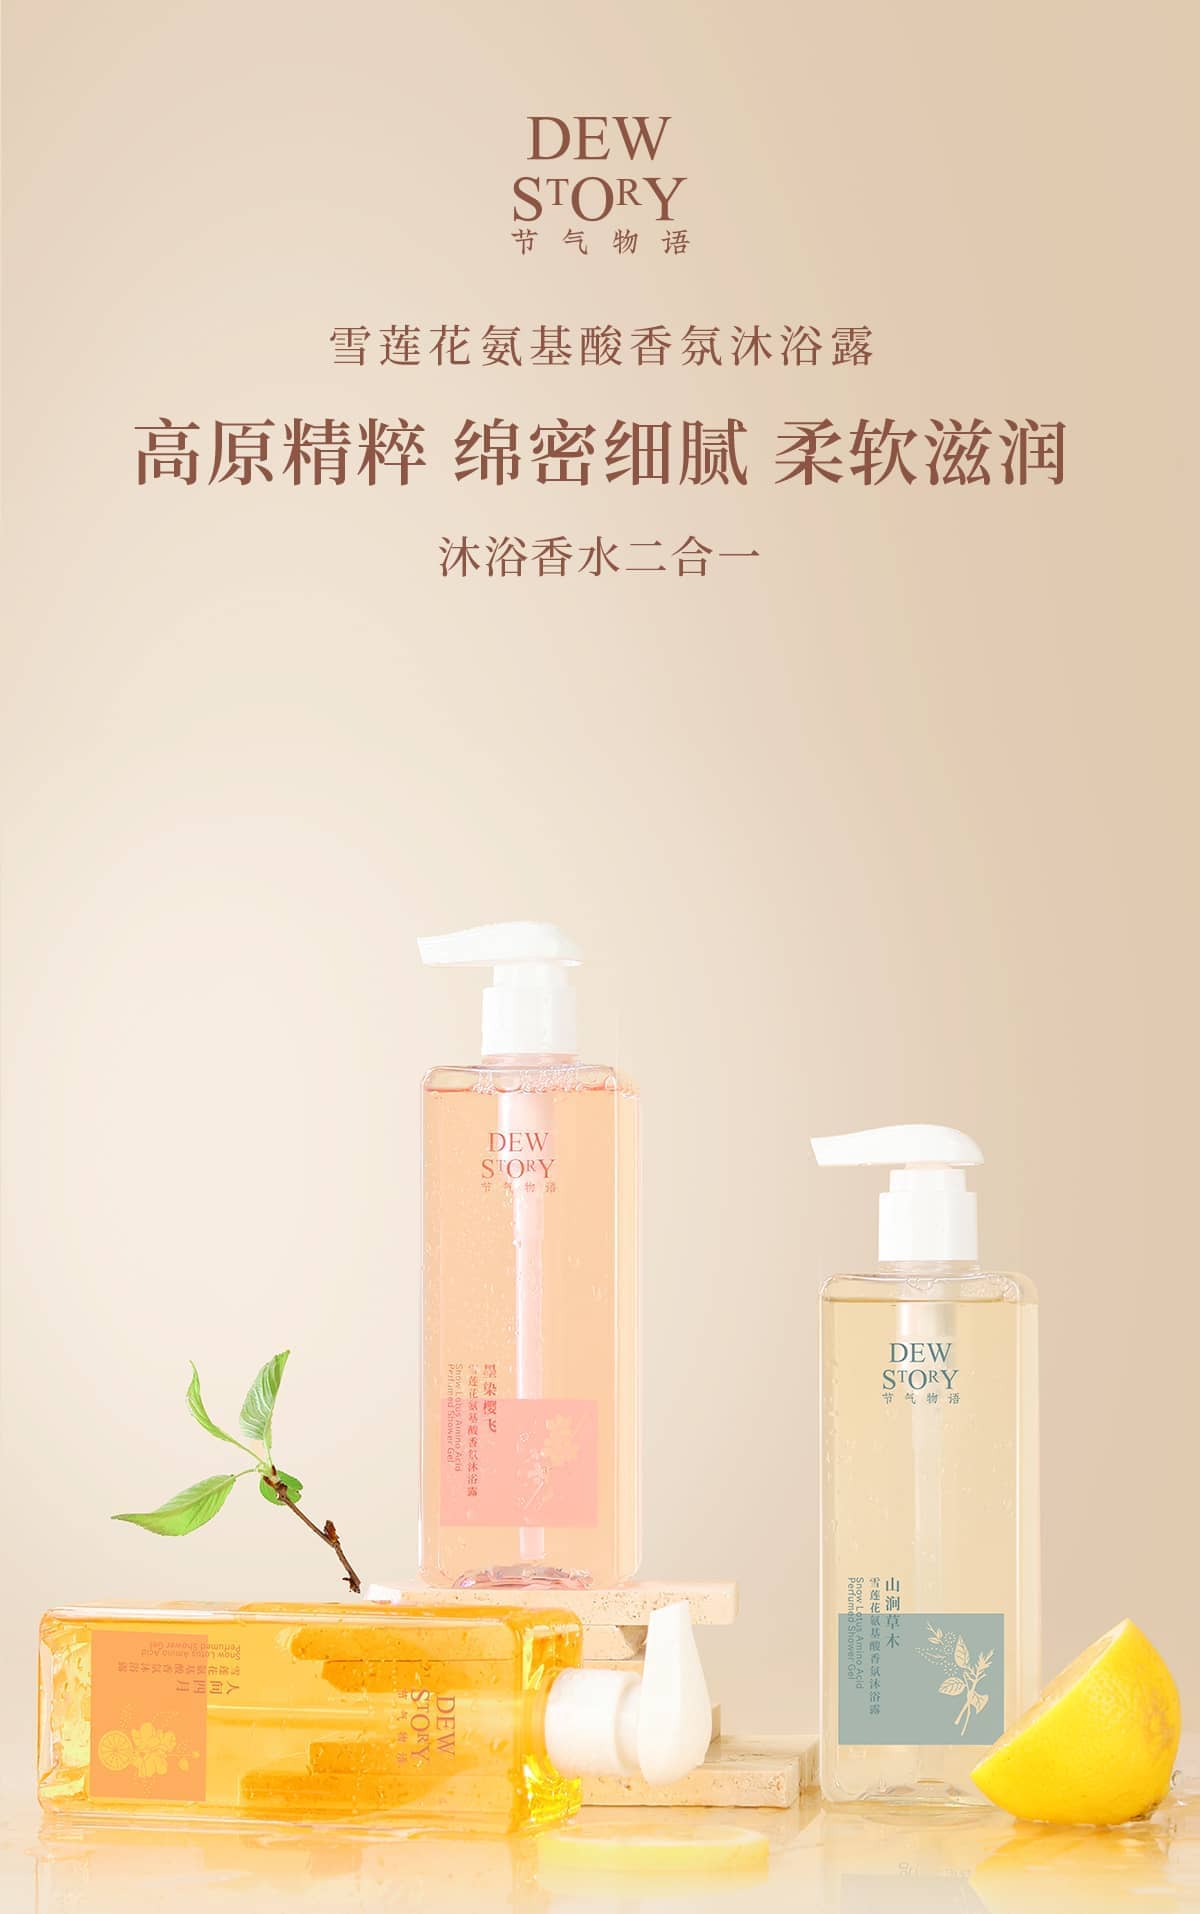 DEW
STORY
节气物语
雪莲花氨基酸香氛沐浴露
高原精粹 绵密细腻 柔软滋润
沐浴香水二合一
DEW
STORY
节气物语
墨染樱飞
雪莲花氨基酸香氛沐浴露
Snow Lotus Amino Acid
Perfumed Shower Gel
DEW
STORY
节气物语
山涧草木
雪莲花氨基酸香氛沐浴露
Snow Lotus Amino Acid
Perfumed Shower Gel
DEW
STORY
节气物语
人间四月
雪莲花氨基酸香氛沐浴露
Snow Lotus Amino Acid
Perfumed Shower Gel